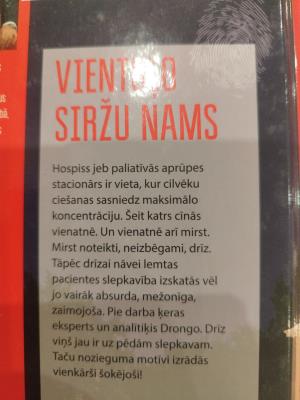 VIENTUĻO
SIRŽU NAMS
Hospiss jeb paliatīvās aprūpes
stacionārs ir vieta, kur cilvēku
ciešanas sasniedz maksimālo
koncentrāciju. Šeit katrs cīnās
vienatnē. Un vienatnē arī mirst.
Mirst noteikti, neizbēgami, drīz.
Tāpēc drīzai nāvei lemtas
pacientes slepkavība izskatās vēl
jo vairāk absurda, mežonīga,
zaimojoša. Pie darba ķeras
eksperts un analītiķis Drongo. Drīz
viņš jau ir uz pēdām slepkavam.
Taču nozieguma motīvi izrādās
vienkārši šokējoši!